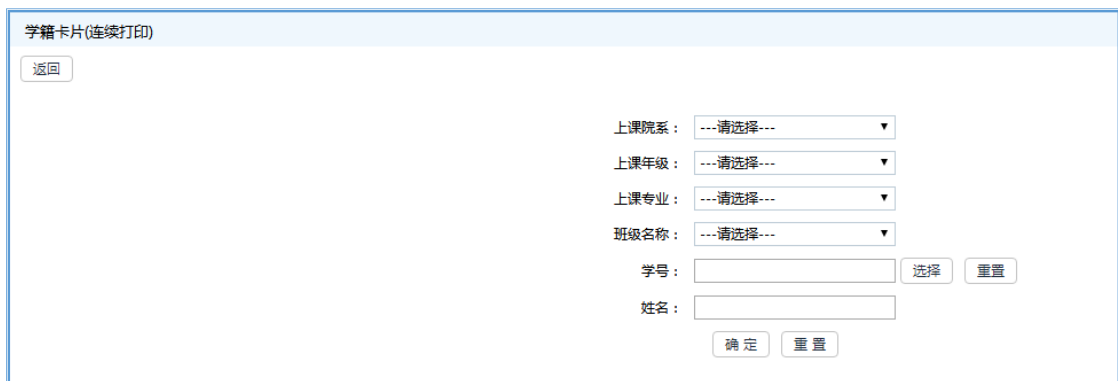 学籍卡片(连续打印)
返回
上课院系： ---请选择---
上课年级： ---请选择---
上课专业： ---请选择---
班级名称： ---请选择---
学号： 选择 重置
姓名：
确 定 重 置